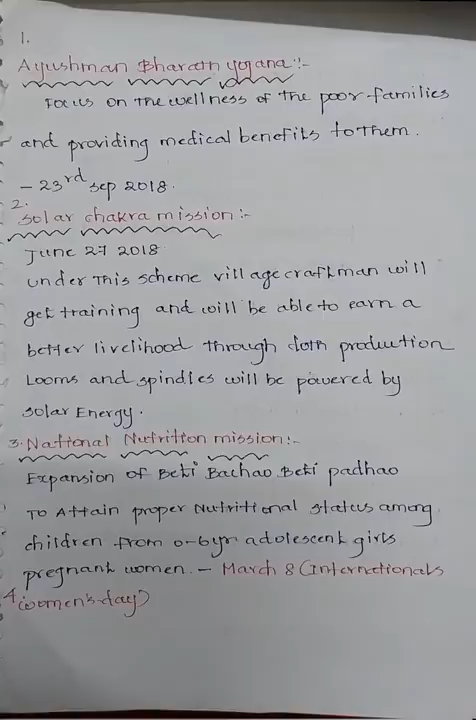 1.
Ayushman Bharath yojana :-
Focus on The wellness of The poor families
and providing medical benefits to them.
- 23rd sep 2018.
2.
solar chakra mission :-
June 27 2018
under This scheme villagecraftman will
get training and will be able to earn a
better livelihood through cloth production
Looms and spindles will be powered by
solar Energy.
3. National Nutrition mission :-
Expansion of Beti Bachao Beti padhao
To Attain proper Nutritional status among
children from 0-6yr adolescent girls
pregnant women. - March 8 (Internationals
4 women's day)